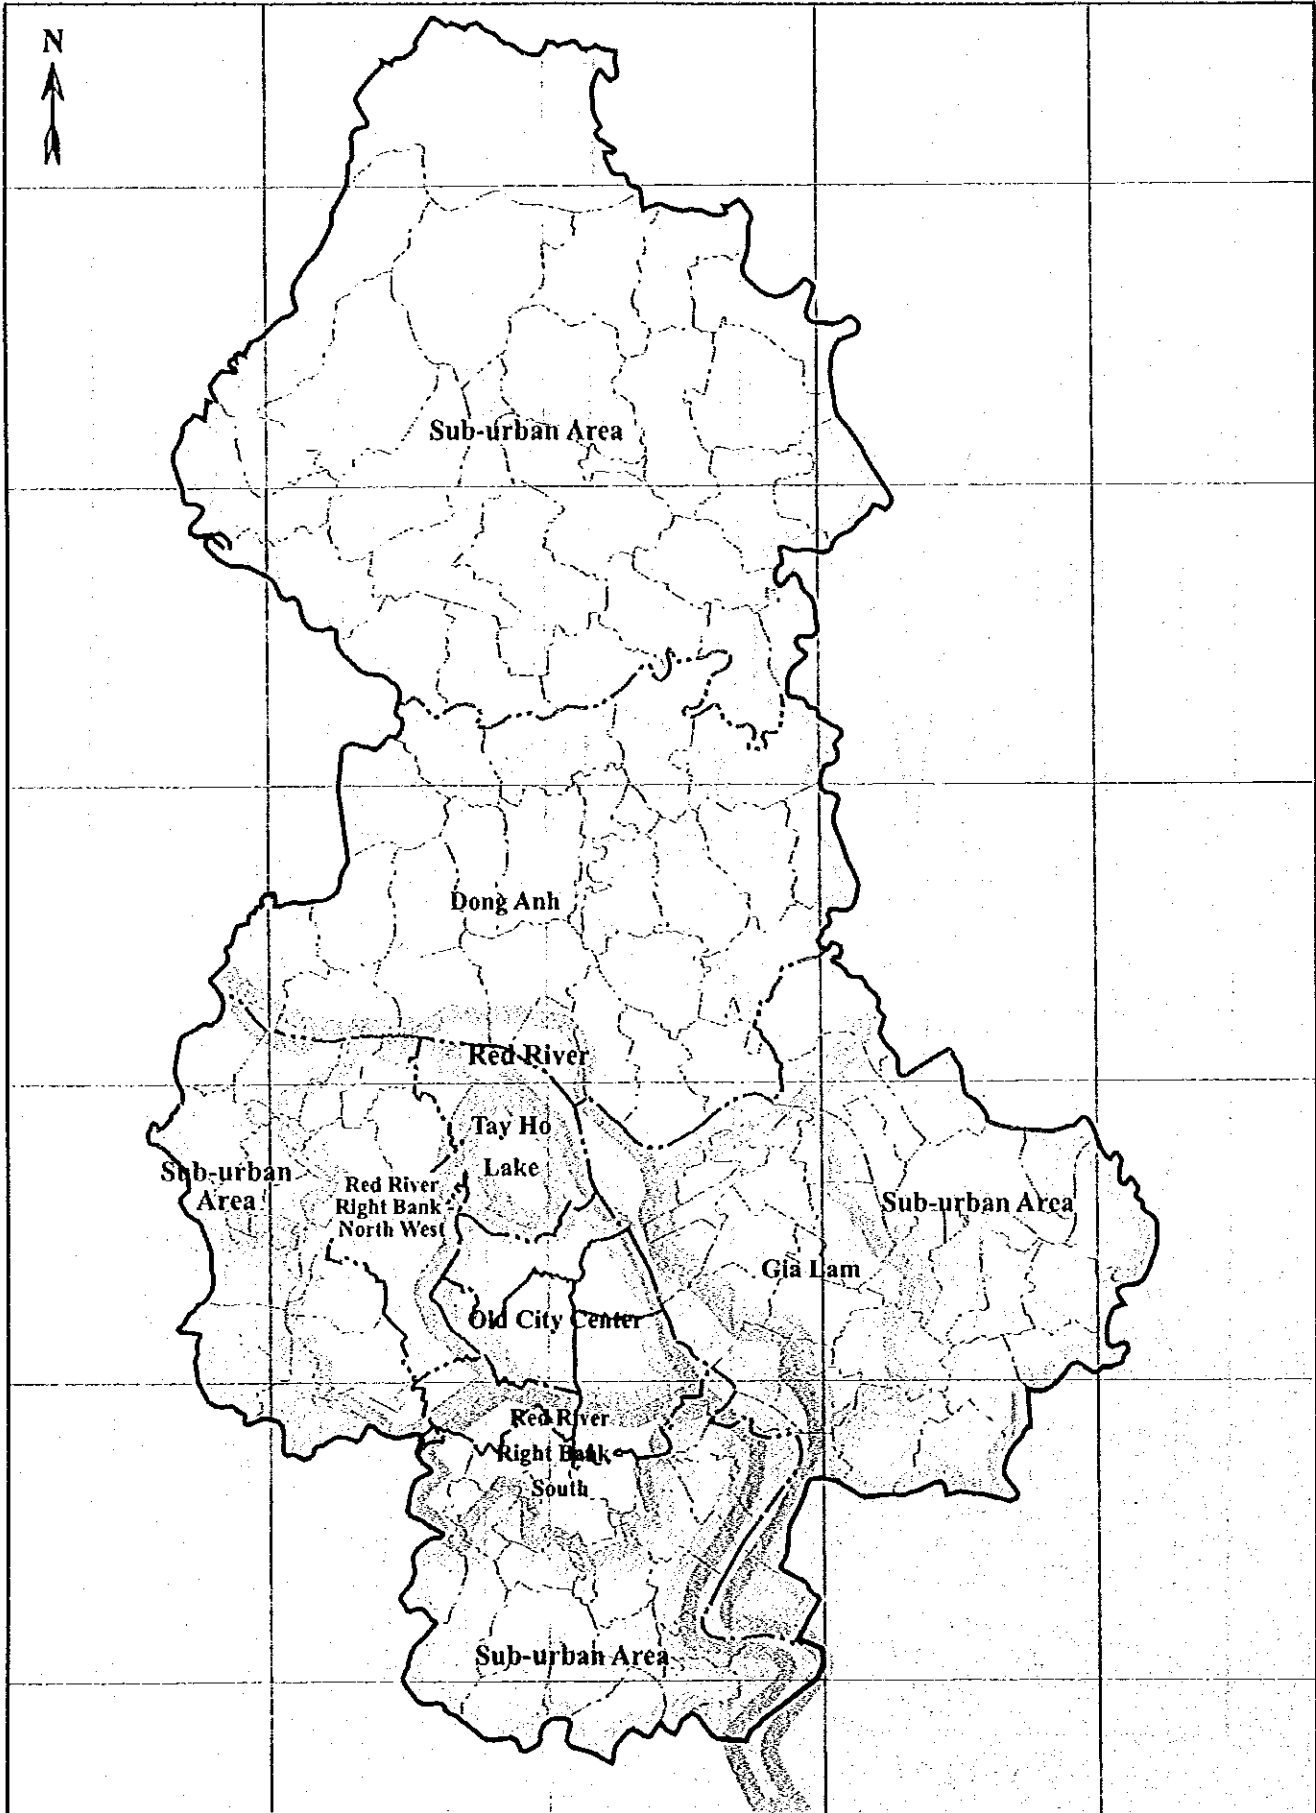 N
Sub-urban Area
Dong Anh
Red River
Tay Ho
Lake
Sub-urban
Area
Red River
Right Bank
North West
Sub-urban Area
Gia Lam
Old City Center
Red River
Right Bank
South
Sub-urban Area